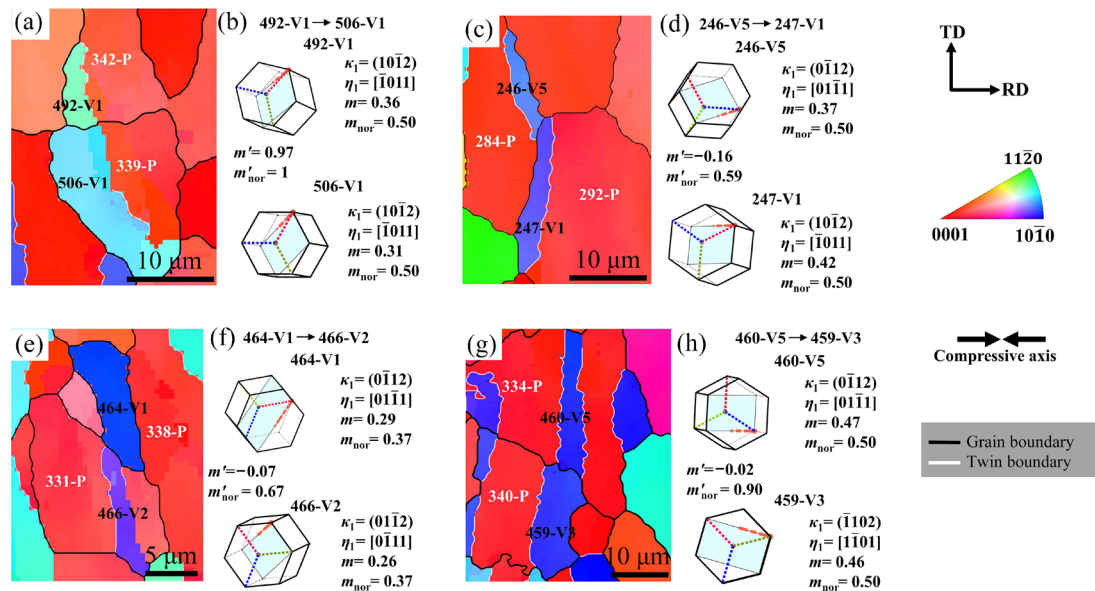 (a)
342-P
492-V1
339-P
506-V1
10 μm
(b)
492-V1→506-V1
492-V1
κ₁= (101̅2)
η₁= [1̅011]
m= 0.36
mₙₒᵣ= 0.50
m'= 0.97
m'ₙₒᵣ= 1
506-V1
κ₁= (101̅2)
η₁= [1̅011]
m= 0.31
mₙₒᵣ= 0.50
(c)
246-V5
284-P
292-P
247-V1
10 μm
(d)
246-V5→247-V1
246-V5
κ₁= (01̅12)
η₁= [011̅1]
m= 0.37
mₙₒᵣ= 0.50
m'=−0.16
m'ₙₒᵣ= 0.59
247-V1
κ₁= (101̅2)
η₁= [1̅011]
m= 0.42
mₙₒᵣ= 0.50
TD
RD
112̅0
0001
101̅0
(e)
464-V1
338-P
331-P
466-V2
5 μm
(f)
464-V1→466-V2
464-V1
κ₁= (01̅12)
η₁= [011̅1]
m= 0.29
mₙₒᵣ= 0.37
m'=−0.07
m'ₙₒᵣ= 0.67
466-V2
κ₁= (011̅2)
η₁= [01̅11]
m= 0.26
mₙₒᵣ= 0.37
(g)
334-P
460-V5
340-P
459-V3
10 μm
(h)
460-V5→459-V3
460-V5
κ₁= (01̅12)
η₁= [011̅1]
m= 0.47
mₙₒᵣ= 0.50
m'=−0.02
m'ₙₒᵣ= 0.90
459-V3
κ₁= (1̅102)
η₁= [11̅01]
m= 0.46
mₙₒᵣ= 0.50
Compressive axis
Grain boundary
Twin boundary